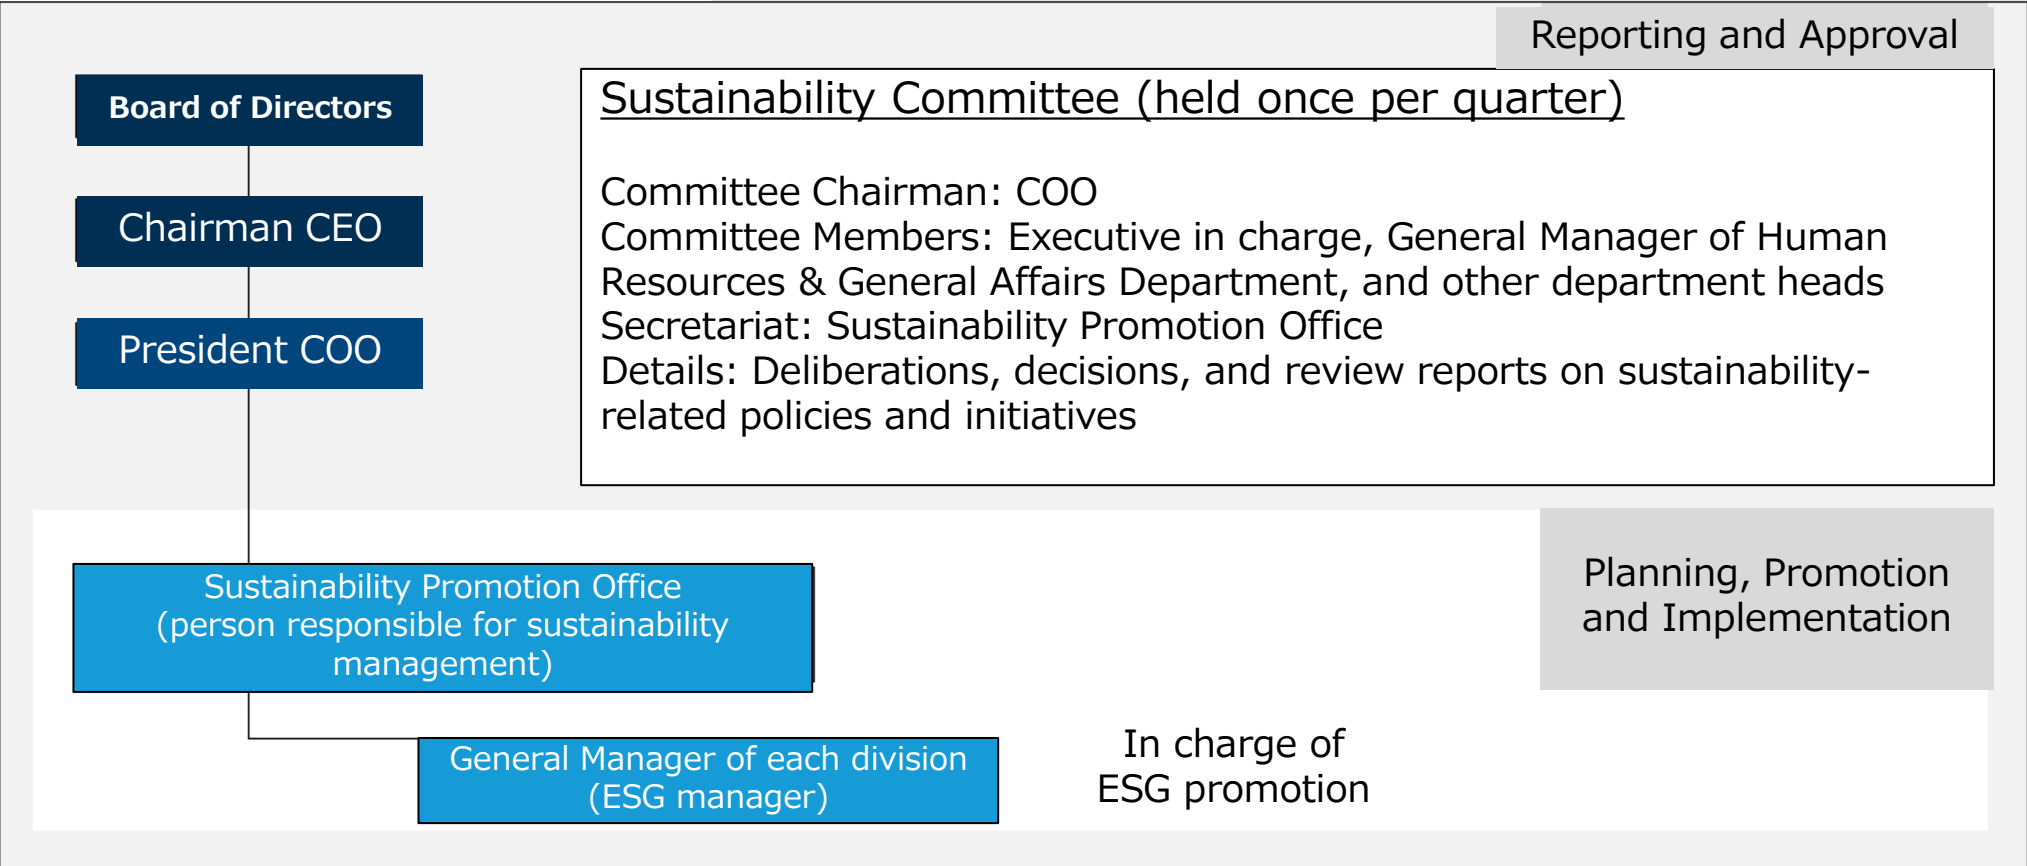 Reporting and Approval
Board of Directors
Chairman CEO
President COO
Sustainability Committee (held once per quarter)
Committee Chairman: COO
Committee Members: Executive in charge, General Manager of Human
Resources & General Affairs Department, and other department heads
Secretariat: Sustainability Promotion Office
Details: Deliberations, decisions, and review reports on sustainability-
related policies and initiatives
Planning, Promotion
and Implementation
Sustainability Promotion Office
(person responsible for sustainability
management)
General Manager of each division
(ESG manager)
In charge of
ESG promotion